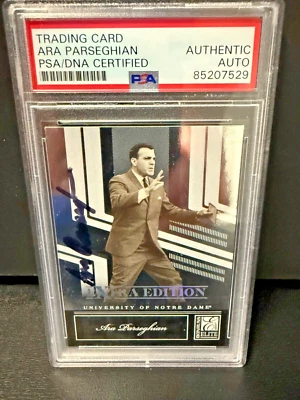 TRADING CARD
ARA PARSEGHIAN
PSA/DNA CERTIFIED
AUTHENTIC
AUTO
PSA
85207529
EXTRA EDITION
UNIVERSITY OF NOTRE DAME
Ara Parseghian
E
ELITE